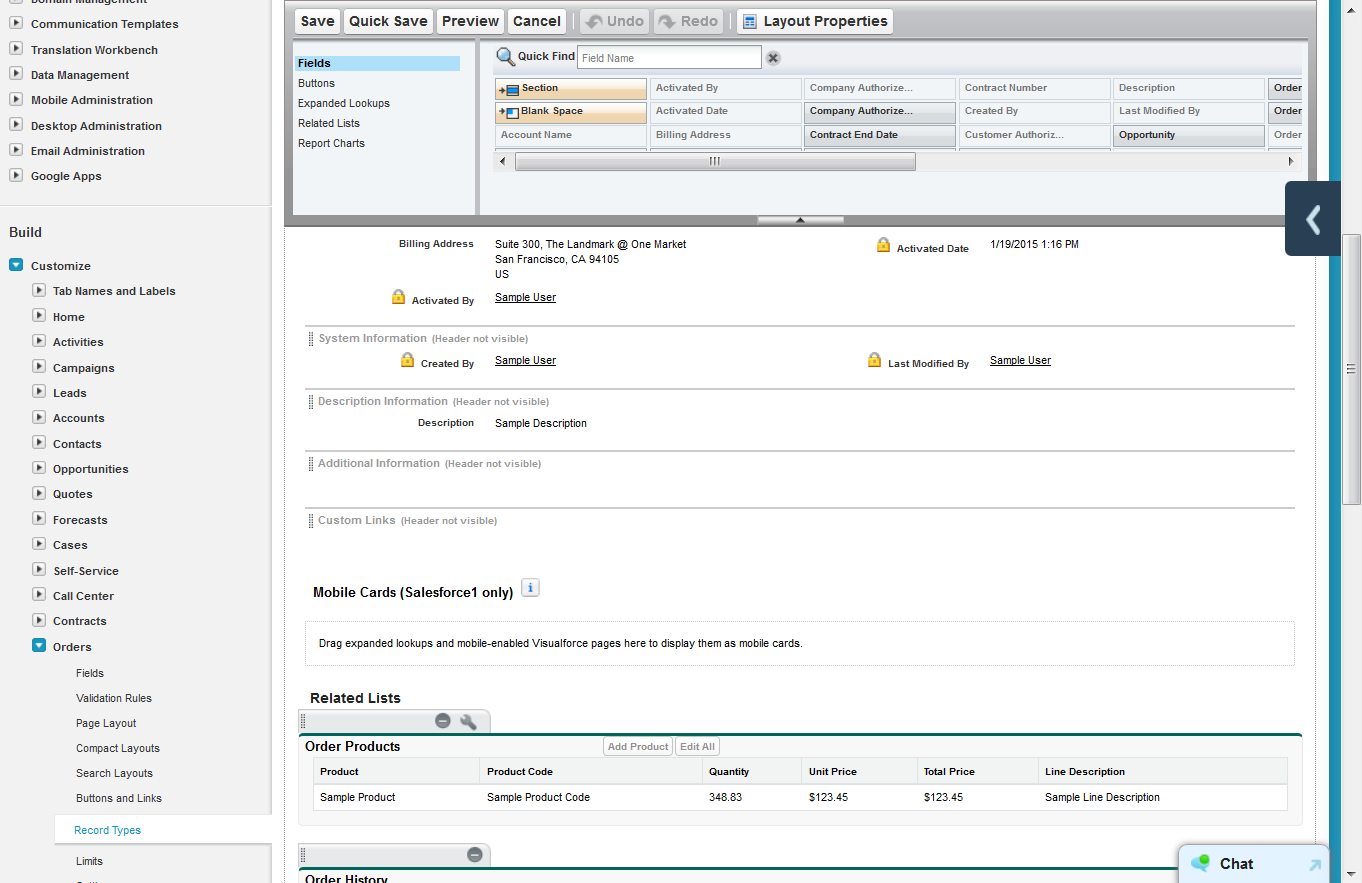 Domain Management
Communication Templates
Translation Workbench
Data Management
Mobile Administration
Desktop Administration
Email Administration
Google Apps
Build
Customize
Tab Names and Labels
Home
Activities
Campaigns
Leads
Accounts
Contacts
Opportunities
Quotes
Forecasts
Cases
Self-Service
Call Center
Contracts
Orders
Fields
Validation Rules
Page Layout
Compact Layouts
Search Layouts
Buttons and Links
Record Types
Limits
Save Quick Save Preview Cancel Undo Redo Layout Properties
Fields
Buttons
Expanded Lookups
Related Lists
Report Charts
Quick Find Field Name
Section Activated By Company Authorize... Contract Number Description Order
Blank Space Activated Date Company Authorize... Created By Last Modified By Order
Account Name Billing Address Contract End Date Customer Authoriz... Opportunity Order
Billing Address Suite 300, The Landmark @ One Market Activated Date 1/19/2015 1:16 PM
San Francisco, CA 94105
US
Activated By Sample User
System Information (Header not visible)
Created By Sample User Last Modified By Sample User
Description Information (Header not visible)
Description Sample Description
Additional Information (Header not visible)
Custom Links (Header not visible)
Mobile Cards (Salesforce1 only) i
Drag expanded lookups and mobile-enabled Visualforce pages here to display them as mobile cards.
Related Lists
Order Products Add Product Edit All
Product Product Code Quantity Unit Price Total Price Line Description
Sample Product Sample Product Code 348.83 $123.45 $123.45 Sample Line Description
Order History
Chat